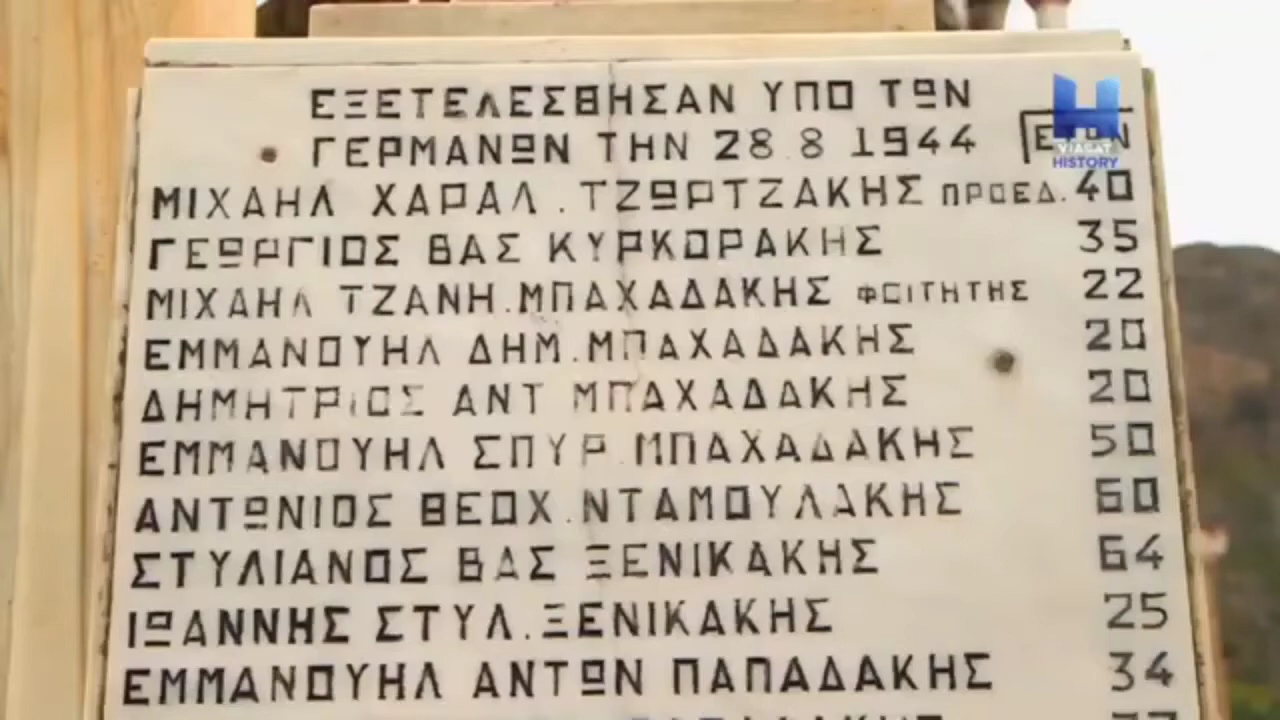 ΕΞΕΤΕΛΕΣΘΗΣΑΝ ΥΠΟ ΤΩΝ
ΓΕΡΜΑΝΩΝ ΤΗΝ 28.8 1944 ΕΤΩΝ
VIASAT
HISTORY
ΜΙΧΑΗΛ ΧΑΡΑΛ. ΤΖΩΡΤΖΑΚΗΣ ΠΡΟΕΔ. 40
ΓΕΩΡΓΙΟΣ ΒΑΣ ΚΥΡΚΟΡΑΚΗΣ 35
ΜΙΧΑΗΛ ΤΖΑΝΗ.ΜΠΑΧΑΔΑΚΗΣ ΦΟΙΤΗΤΗΣ 22
ΕΜΜΑΝΟΥΗΛ ΔΗΜ.ΜΠΑΧΑΔΑΚΗΣ 20
ΔΗΜΗΤΡΙΟΣ ΑΝΤ ΜΠΑΧΑΔΑΚΗΣ 20
ΕΜΜΑΝΟΥΗΛ ΣΠΥΡ.ΜΠΑΧΑΔΑΚΗΣ 50
ΑΝΤΩΝΙΟΣ ΘΕΟΧ.ΝΤΑΜΟΥΛΑΚΗΣ 60
ΣΤΥΛΙΑΝΟΣ ΒΑΣ ΞΕΝΙΚΑΚΗΣ 64
ΙΩΑΝΝΗΣ ΣΤΥΛ.ΞΕΝΙΚΑΚΗΣ 25
ΕΜΜΑΝΟΥΗΛ ΑΝΤΩΝ ΠΑΠΑΔΑΚΗΣ 34